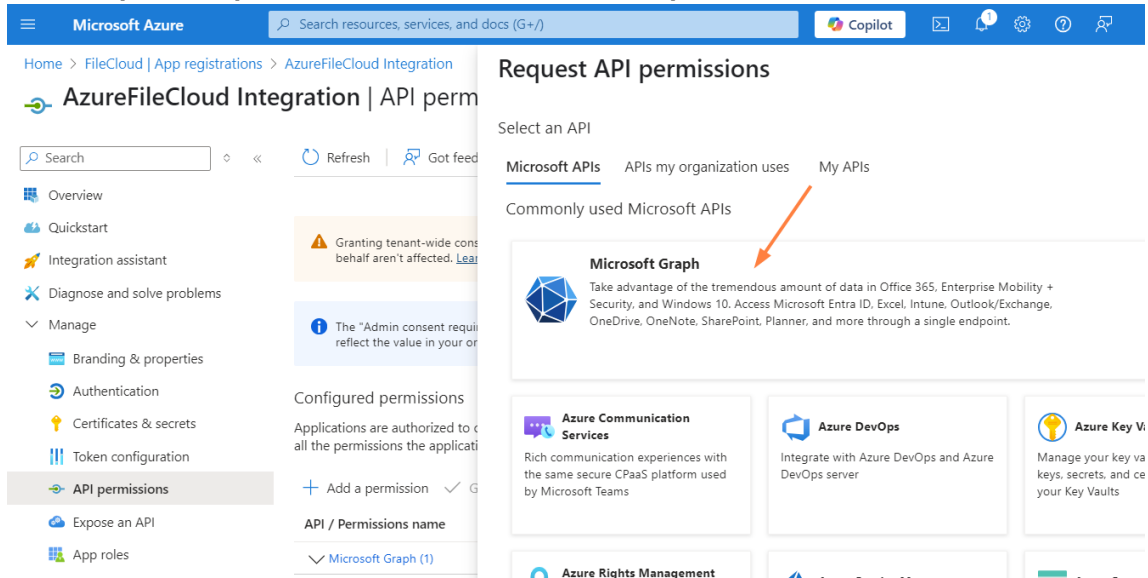 Microsoft Azure
Search resources, services, and docs (G+/)
Copilot
1
Home > FileCloud | App registrations > AzureFileCloud Integration
AzureFileCloud Integration | API perm
Search
Overview
Quickstart
Integration assistant
Diagnose and solve problems
Manage
Branding & properties
Authentication
Certificates & secrets
Token configuration
API permissions
Expose an API
App roles
Refresh
Got feed
Granting tenant-wide cons
behalf aren't affected. Lear
The "Admin consent requi
reflect the value in your or
Configured permissions
Applications are authorized to c
all the permissions the applicati
Add a permission
G
API / Permissions name
Microsoft Graph (1)
Request API permissions
Select an API
Microsoft APIs
APIs my organization uses
My APIs
Commonly used Microsoft APIs
Microsoft Graph
Take advantage of the tremendous amount of data in Office 365, Enterprise Mobility +
Security, and Windows 10. Access Microsoft Entra ID, Excel, Intune, Outlook/Exchange,
OneDrive, OneNote, SharePoint, Planner, and more through a single endpoint.
Azure Communication
Services
Rich communication experiences with
the same secure CPaaS platform used
by Microsoft Teams
Azure DevOps
Integrate with Azure DevOps and Azure
DevOps server
Azure Key Va
Manage your key va
keys, secrets, and ce
your Key Vaults
Azure Rights Management